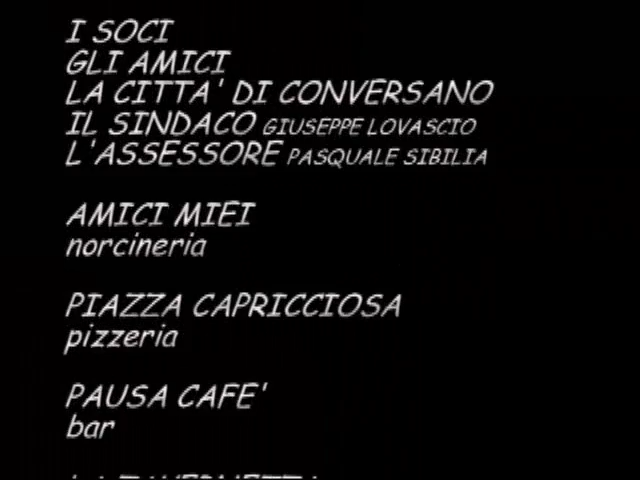 I SOCI
GLI AMICI
LA CITTA' DI CONVERSANO
IL SINDACO GIUSEPPE LOVASCIO
L'ASSESSORE PASQUALE SIBILIA
AMICI MIEI
norcineria
PIAZZA CAPRICCIOSA
pizzeria
PAUSA CAFE'
bar